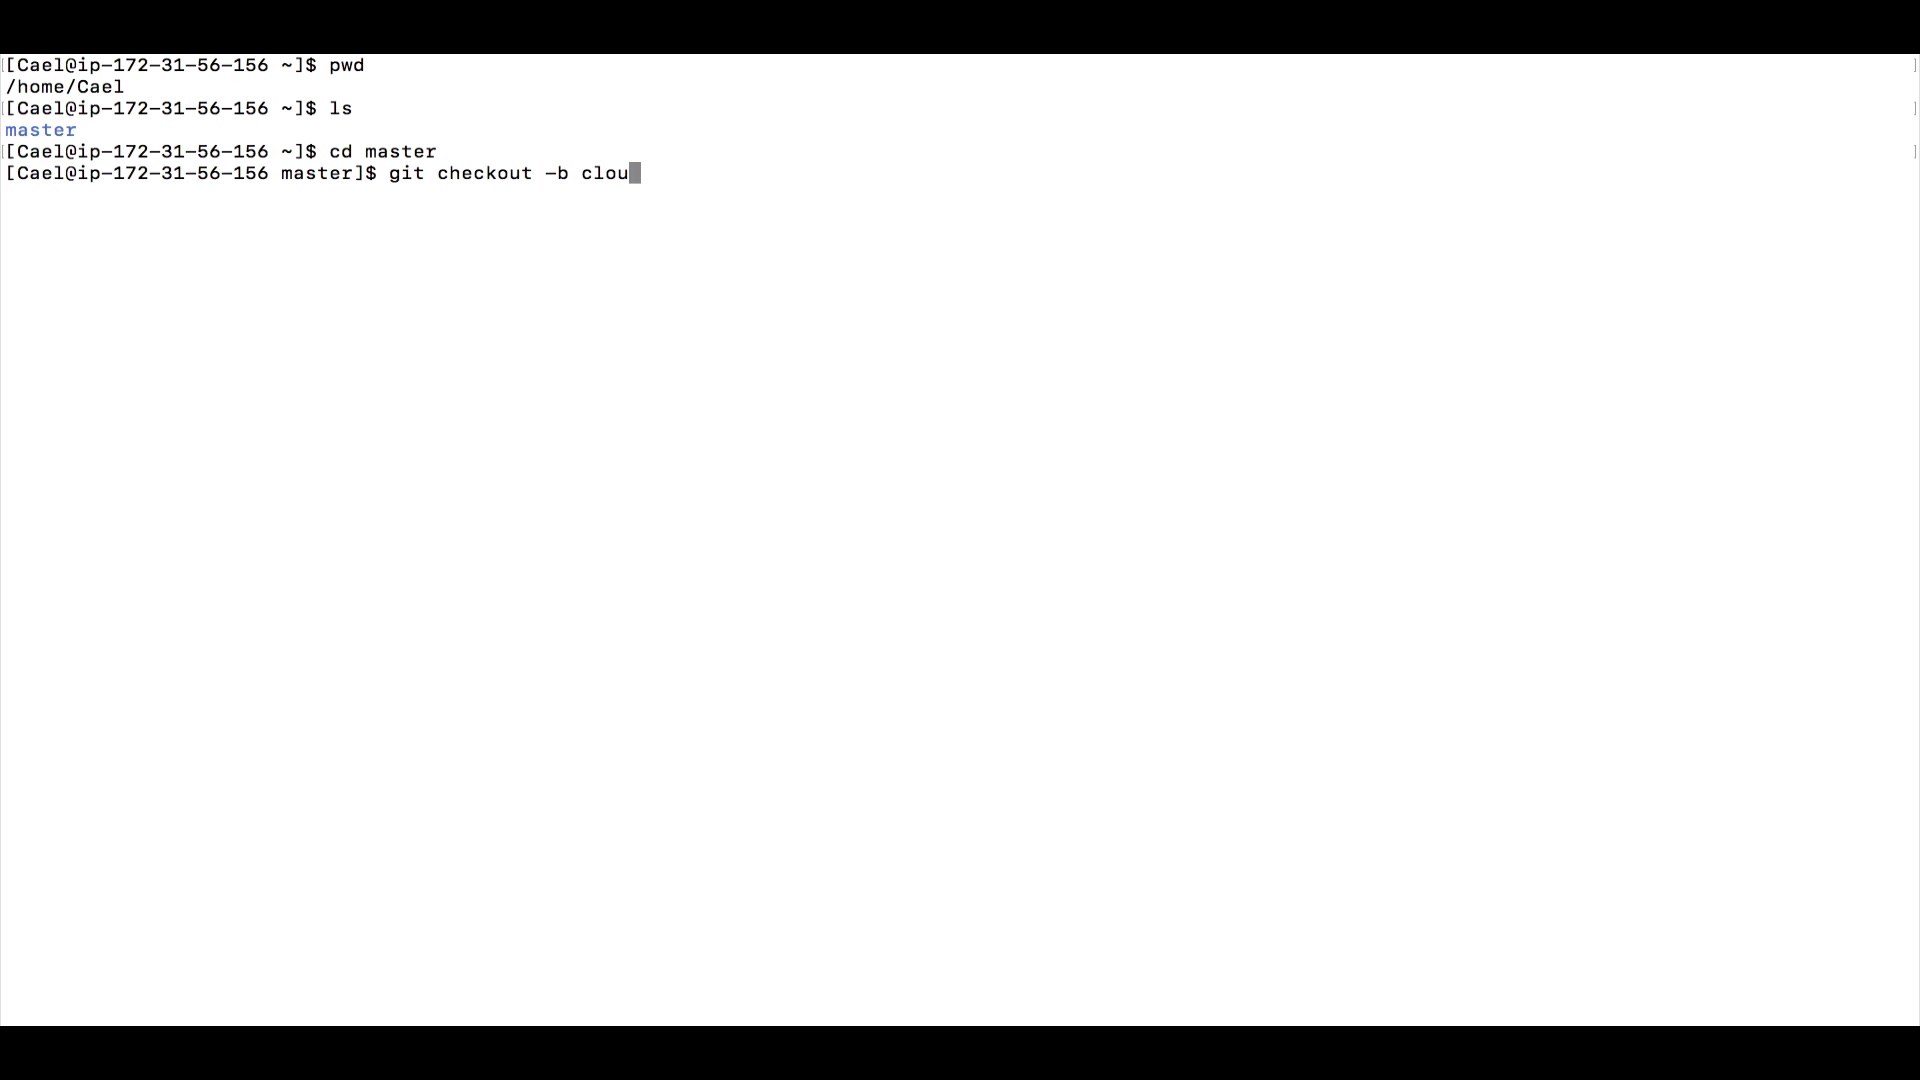 [Cael@ip-172-31-56-156 ~]$ pwd
/home/Cael
[Cael@ip-172-31-56-156 ~]$ ls
master
[Cael@ip-172-31-56-156 ~]$ cd master
[Cael@ip-172-31-56-156 master]$ git checkout -b clou